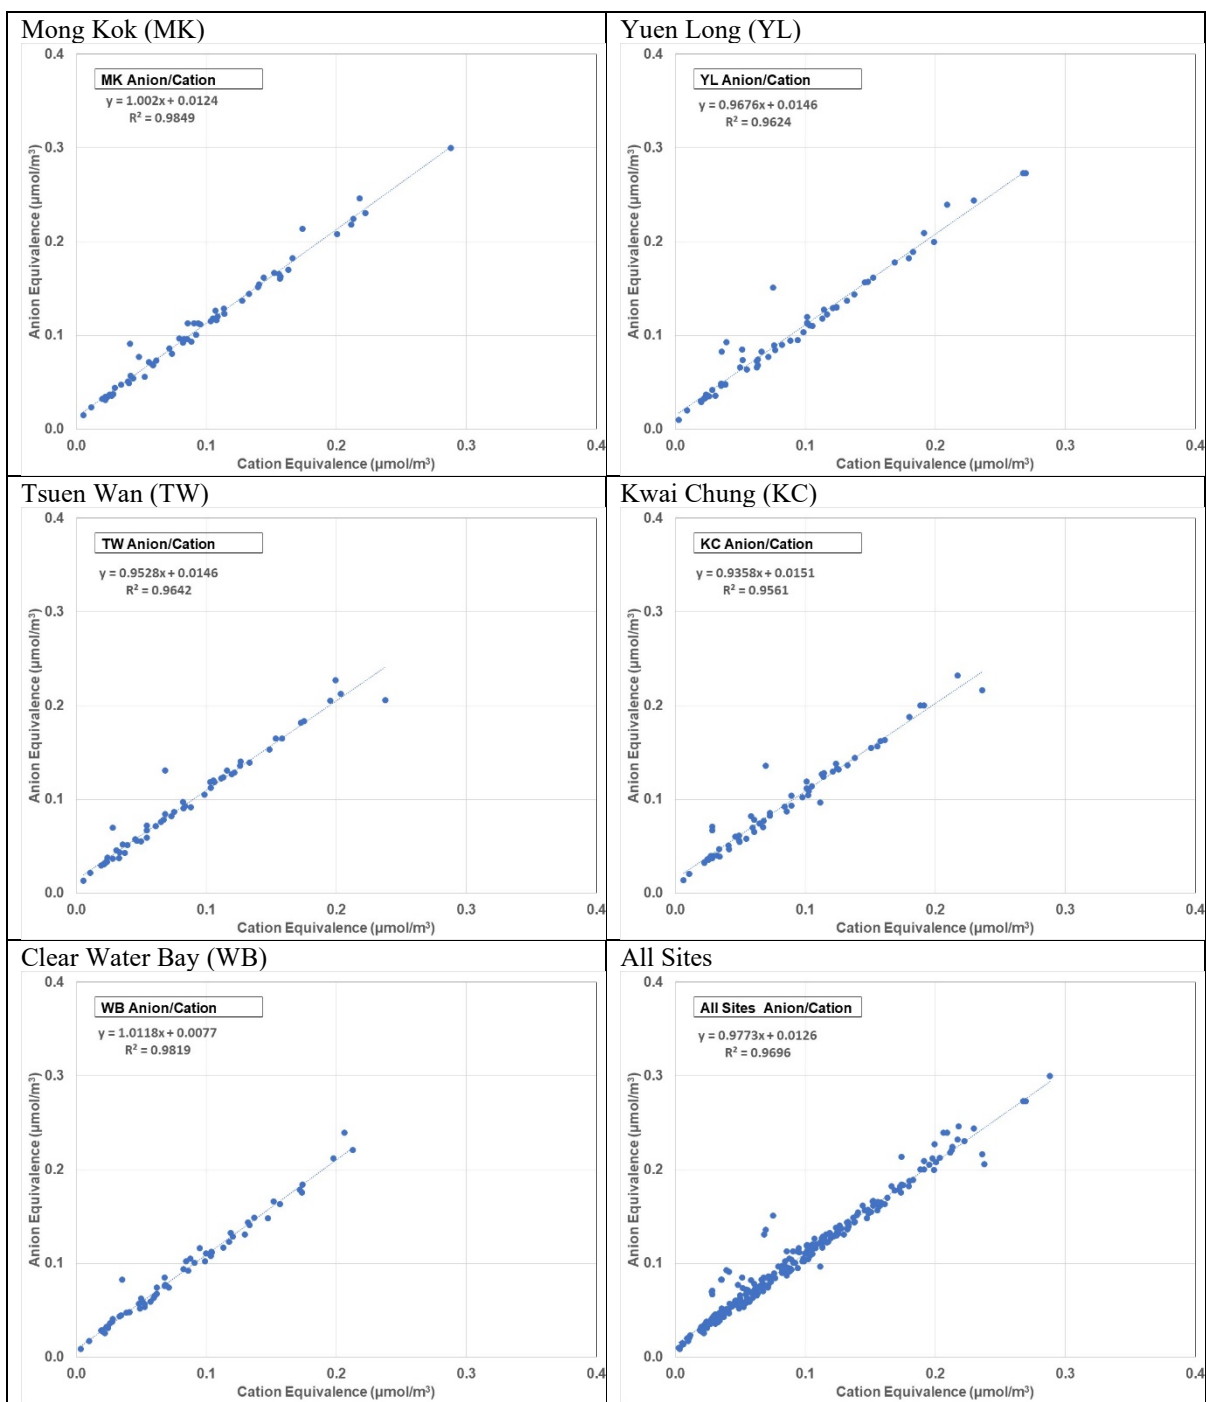 Mong Kok (MK)
0.4
MK Anion/Cation
y = 1.002x + 0.0124
R² = 0.9849
0.3
0.2
0.1
0.0
Anion Equivalence (µmol/m³)
0.0 0.1 0.2 0.3 0.4
Cation Equivalence (µmol/m³)
Yuen Long (YL)
0.4
YL Anion/Cation
y = 0.9676x + 0.0146
R² = 0.9624
0.3
0.2
0.1
0.0
Anion Equivalence (µmol/m³)
0.0 0.1 0.2 0.3 0.4
Cation Equivalence (µmol/m³)
Tsuen Wan (TW)
0.4
TW Anion/Cation
y = 0.9528x + 0.0146
R² = 0.9642
0.3
0.2
0.1
0.0
Anion Equivalence (µmol/m³)
0.0 0.1 0.2 0.3 0.4
Cation Equivalence (µmol/m³)
Kwai Chung (KC)
0.4
KC Anion/Cation
y = 0.9358x + 0.0151
R² = 0.9561
0.3
0.2
0.1
0.0
Anion Equivalence (µmol/m³)
0.0 0.1 0.2 0.3 0.4
Cation Equivalence (µmol/m³)
Clear Water Bay (WB)
0.4
WB Anion/Cation
y = 1.0118x + 0.0077
R² = 0.9819
0.3
0.2
0.1
0.0
Anion Equivalence (µmol/m³)
0.0 0.1 0.2 0.3 0.4
Cation Equivalence (µmol/m³)
All Sites
0.4
All Sites Anion/Cation
y = 0.9773x + 0.0126
R² = 0.9696
0.3
0.2
0.1
0.0
Anion Equivalence (µmol/m³)
0.0 0.1 0.2 0.3 0.4
Cation Equivalence (µmol/m³)